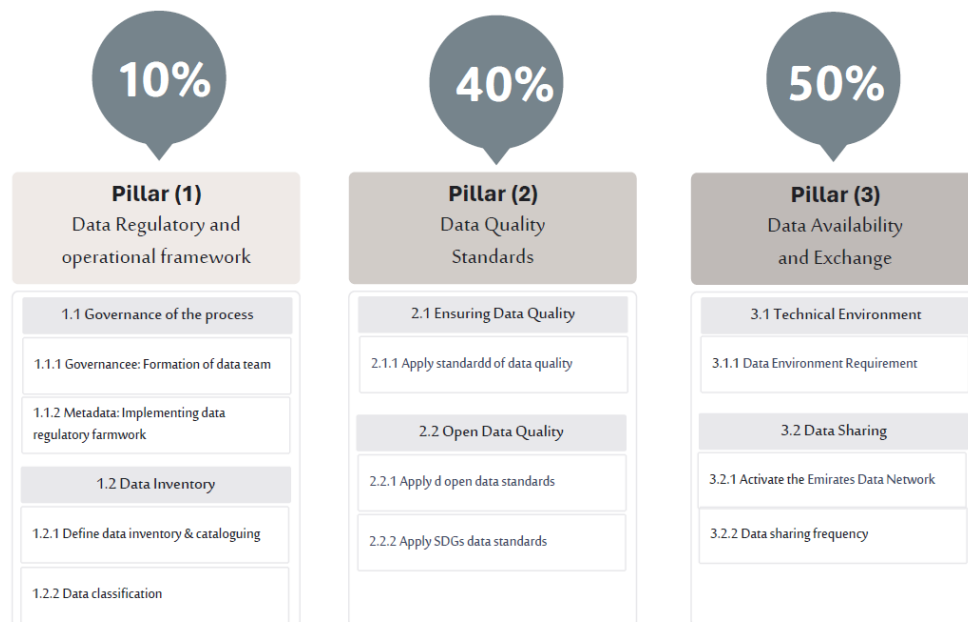 10%
Pillar (1)
Data Regulatory and
operational framework
1.1 Governance of the process
1.1.1 Governancee: Formation of data team
1.1.2 Metadata: Implementing data
regulatory farmwork
1.2 Data Inventory
1.2.1 Define data inventory & cataloguing
1.2.2 Data classification
40%
Pillar (2)
Data Quality
Standards
2.1 Ensuring Data Quality
2.1.1 Apply standardd of data quality
2.2 Open Data Quality
2.2.1 Apply d open data standards
2.2.2 Apply SDGs data standards
50%
Pillar (3)
Data Availability
and Exchange
3.1 Technical Environment
3.1.1 Data Environment Requirement
3.2 Data Sharing
3.2.1 Activate the Emirates Data Network
3.2.2 Data sharing frequency